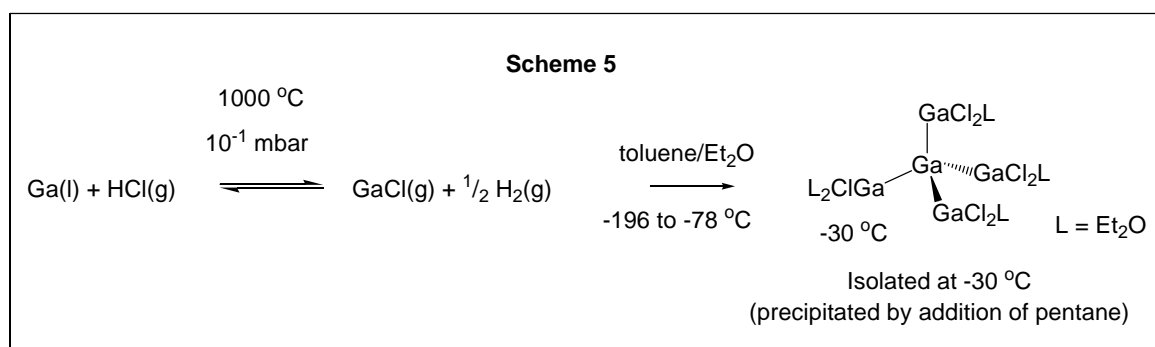 Scheme 5
1000 °C
10⁻¹ mbar
Ga(l) + HCl(g)
GaCl(g) + ¹/₂ H₂(g)
toluene/Et₂O
-196 to -78 °C
GaCl₂L
Ga
GaCl₂L
L₂ClGa
GaCl₂L
-30 °C
L = Et₂O
Isolated at -30 °C
(precipitated by addition of pentane)